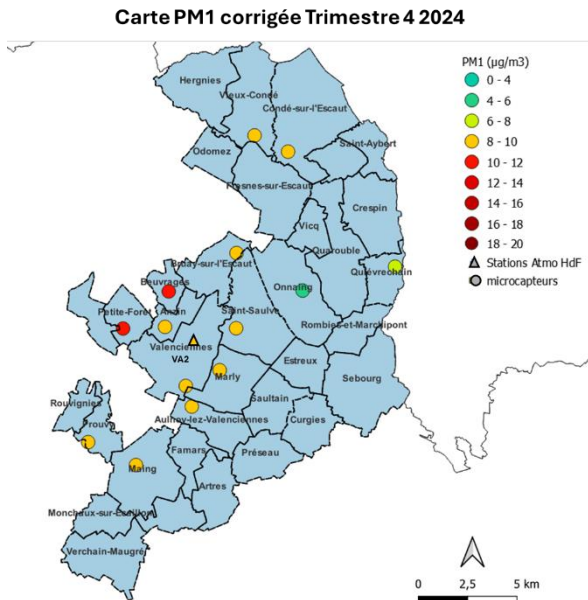 Carte PM1 corrigée Trimestre 4 2024
PM1 (µg/m3)
0 - 4
4 - 6
6 - 8
8 - 10
10 - 12
12 - 14
14 - 16
16 - 18
18 - 20
Stations Atmo HdF
microcapteurs
Hergnies
Vieux-Condé
Condé-sur-l'Escaut
Saint-Aybert
Odomez
Fresnes-sur-Escaut
Crespin
Vicq
Quarouble
Bruay-sur-l'Escaut
Quiévrechain
Onnaing
Beuvrages
Petite-Forêt
Anzin
Saint-Saulve
Rombies-et-Marchipont
Valenciennes
VA2
Estreux
Marly
Sebourg
Saultain
Rouvignies
Prouvy
Aulnoy-lez-Valenciennes
Curgies
Famars
Préseau
Maing
Artres
Monchaux-sur-Ecaillon
Verchain-Maugré
0 2,5 5 km